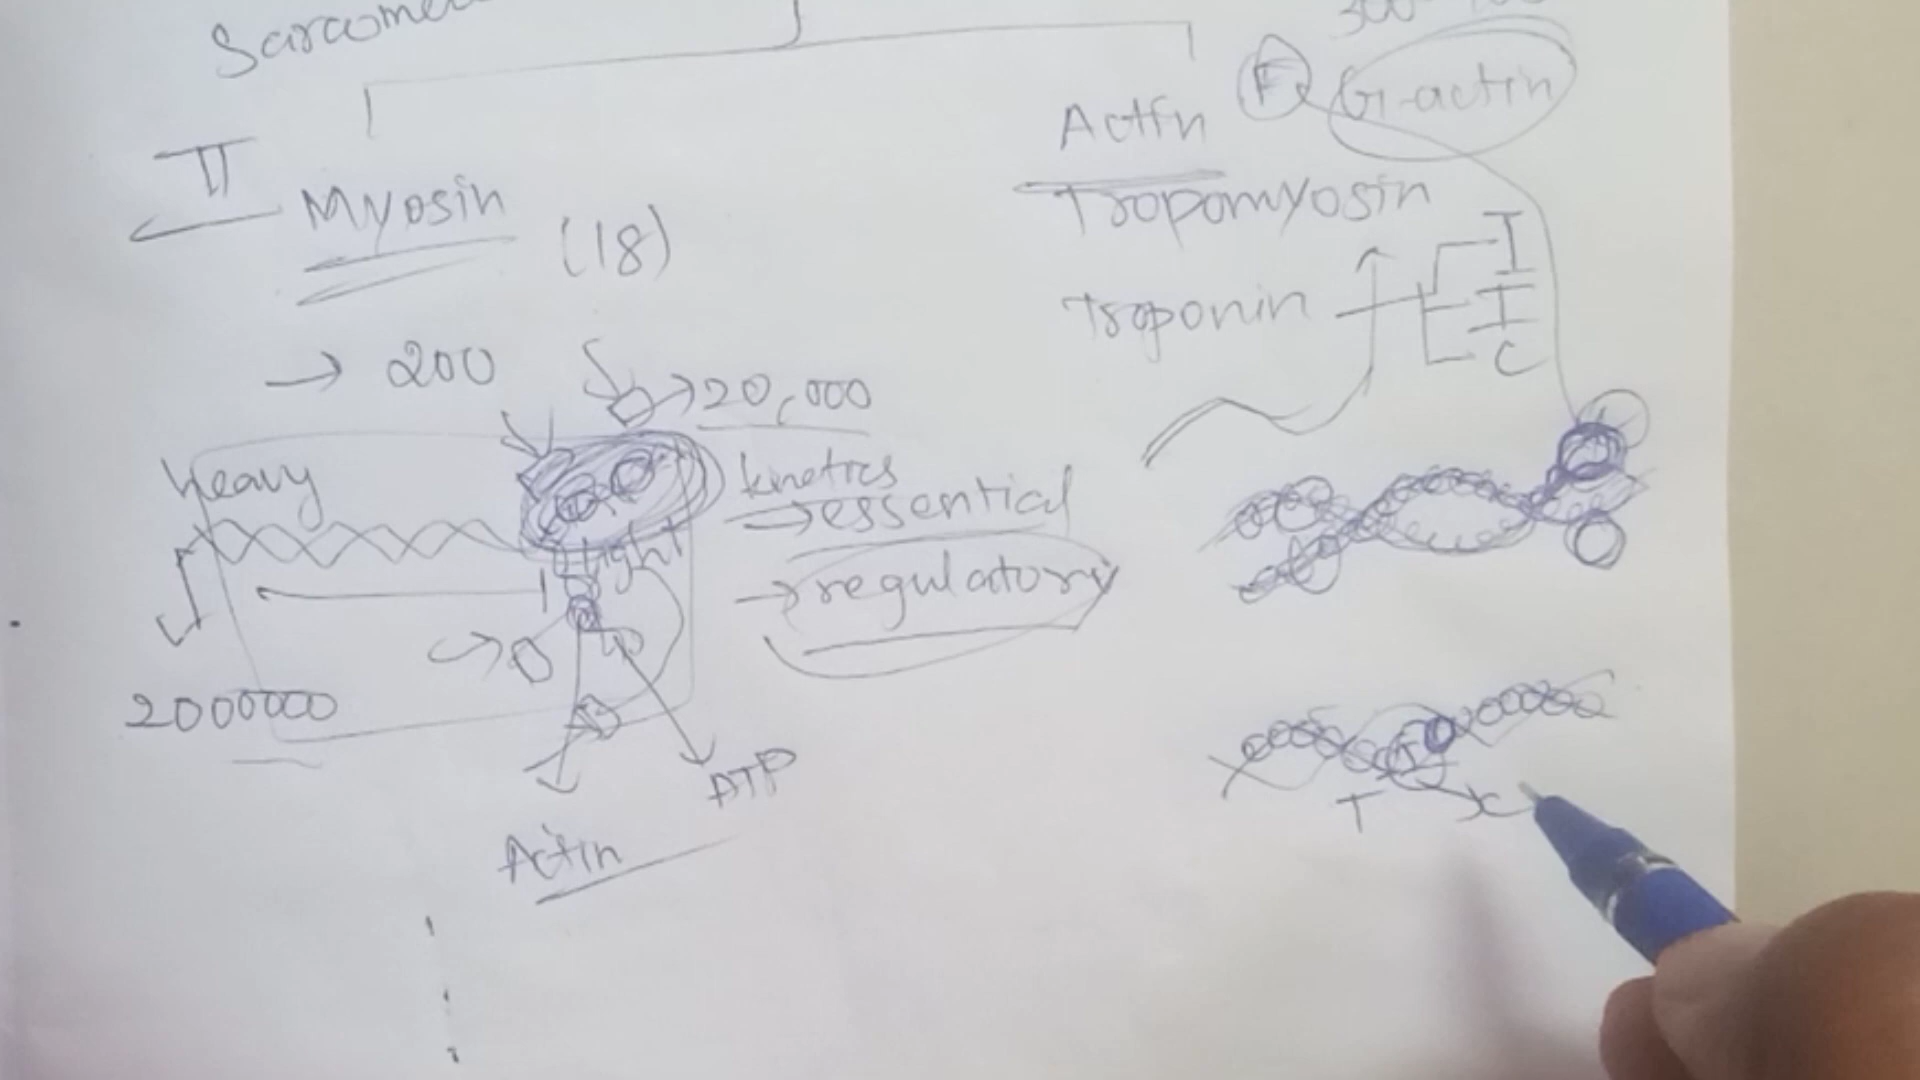 Sarcome
F G-actin
Actin
II Myosin (18)
Tropomyosin
T
Troponin I
C
→ 200
→ 20,000
heavy
kinetics
→ essential
light
→ regulatory
2000000
ATP
T C
Actin